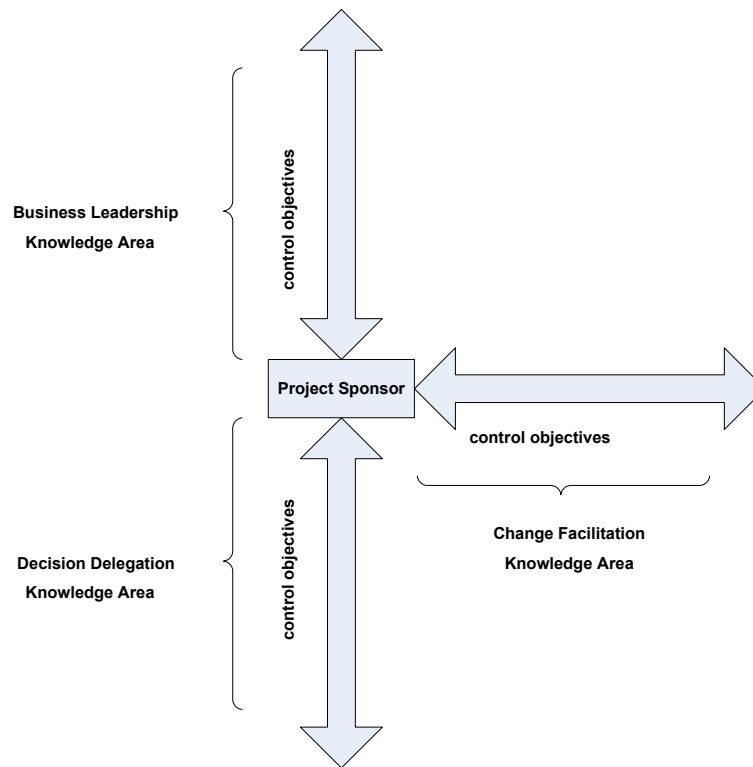 control objectives
Business Leadership
Knowledge Area
Project Sponsor
control objectives
control objectives
Decision Delegation
Knowledge Area
Change Facilitation
Knowledge Area